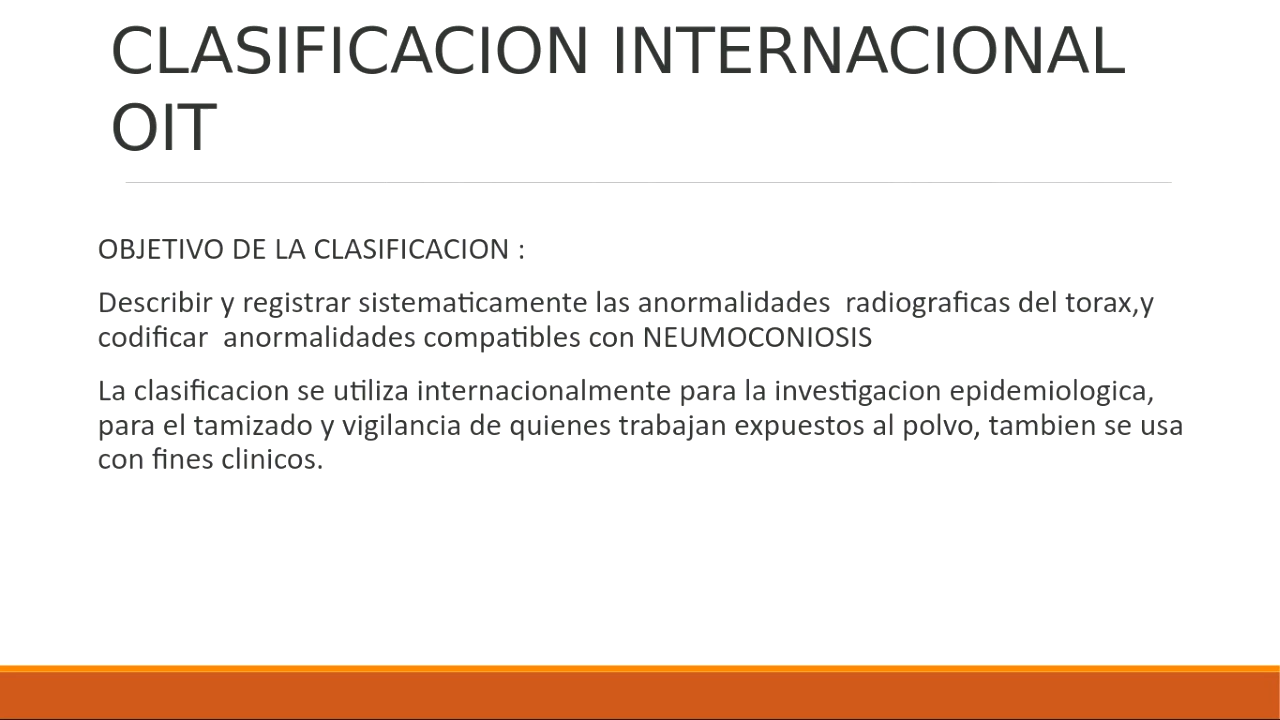 CLASIFICACION INTERNACIONAL
OIT
OBJETIVO DE LA CLASIFICACION :
Describir y registrar sistematicamente las anormalidades  radiograficas del torax,y
codificar  anormalidades compatibles con NEUMOCONIOSIS
La clasificacion se utiliza internacionalmente para la investigacion epidemiologica,
para el tamizado y vigilancia de quienes trabajan expuestos al polvo, tambien se usa
con fines clinicos.